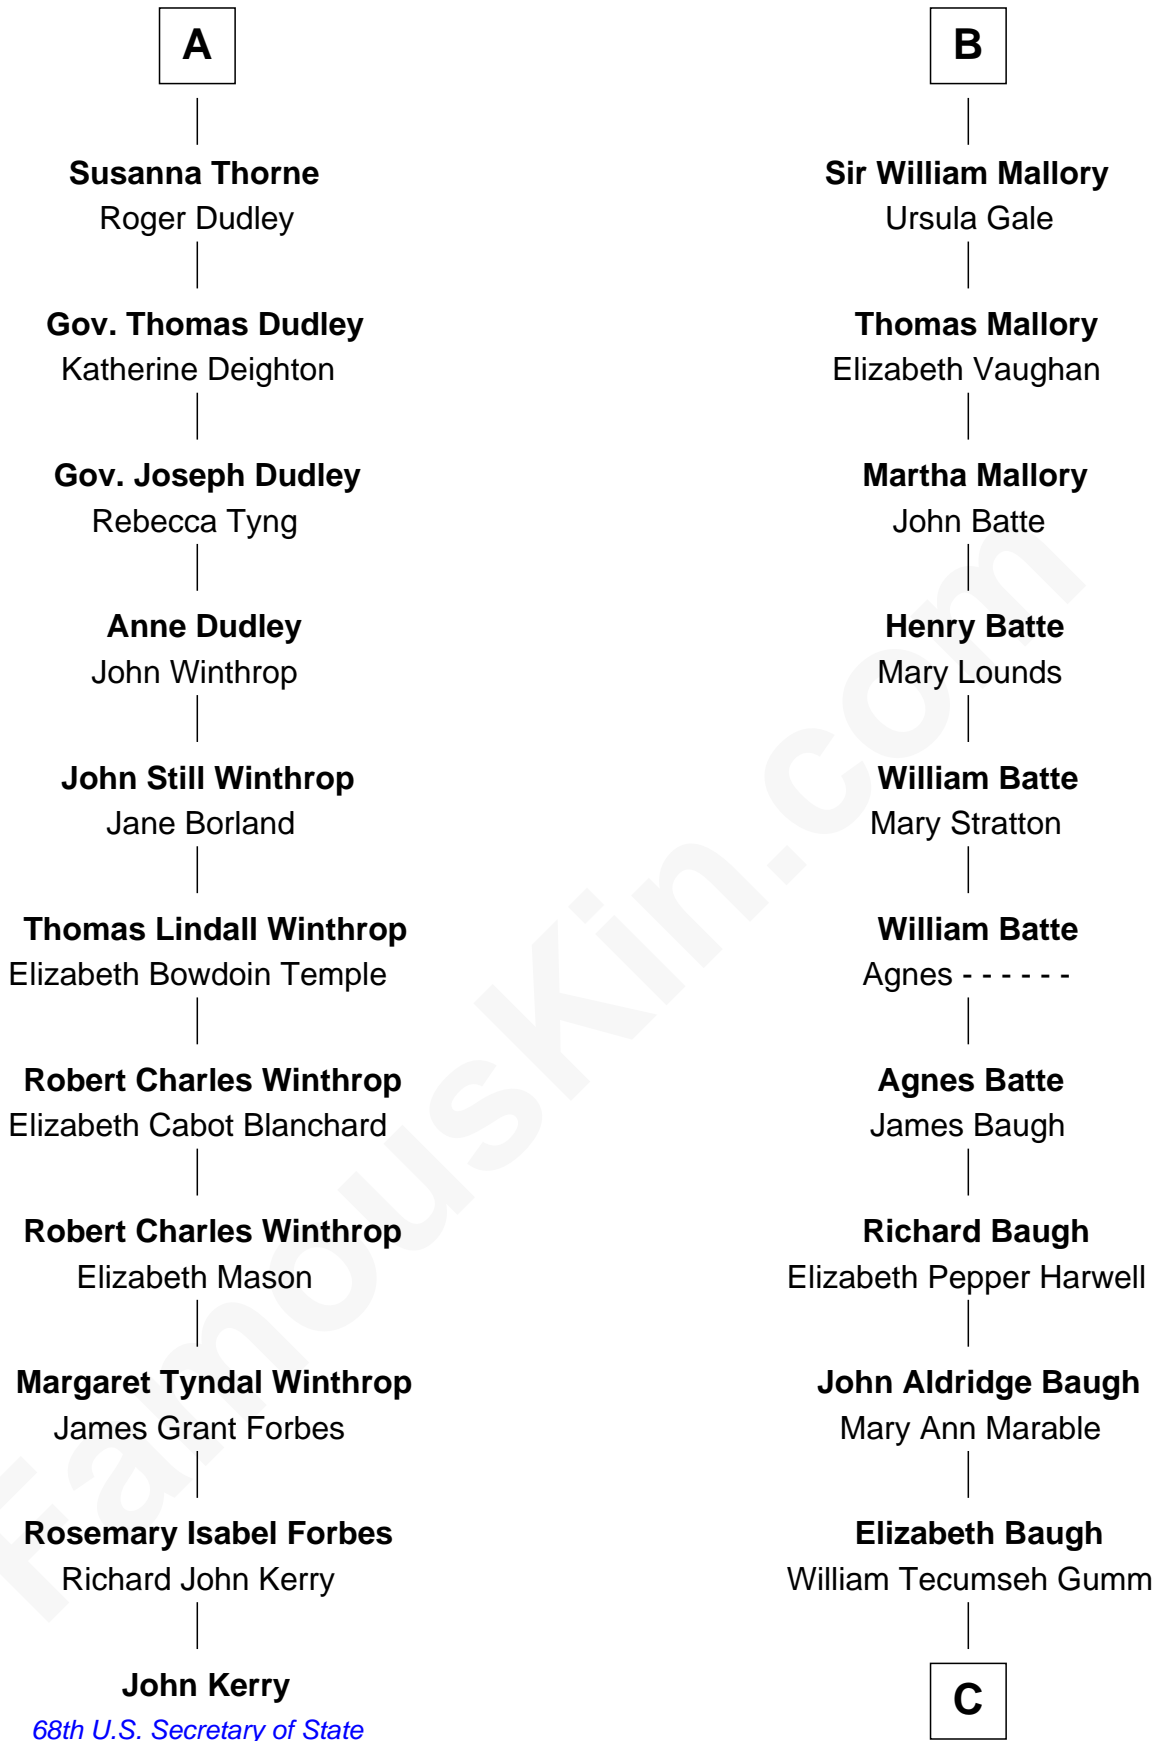 A
Susanna Thorne
Roger Dudley
Gov. Thomas Dudley
Katherine Deighton
Gov. Joseph Dudley
Rebecca Tyng
Anne Dudley
John Winthrop
John Still Winthrop
Jane Borland
Thomas Lindall Winthrop
Elizabeth Bowdoin Temple
Robert Charles Winthrop
Elizabeth Cabot Blanchard
Robert Charles Winthrop
Elizabeth Mason
Margaret Tyndal Winthrop
James Grant Forbes
Rosemary Isabel Forbes
Richard John Kerry
John Kerry
68th U.S. Secretary of State
B
Sir William Mallory
Ursula Gale
Thomas Mallory
Elizabeth Vaughan
Martha Mallory
John Batte
Henry Batte
Mary Lounds
William Batte
Mary Stratton
William Batte
Agnes - - - - - -
Agnes Batte
James Baugh
Richard Baugh
Elizabeth Pepper Harwell
John Aldridge Baugh
Mary Ann Marable
Elizabeth Baugh
William Tecumseh Gumm
C
FamousKin.com